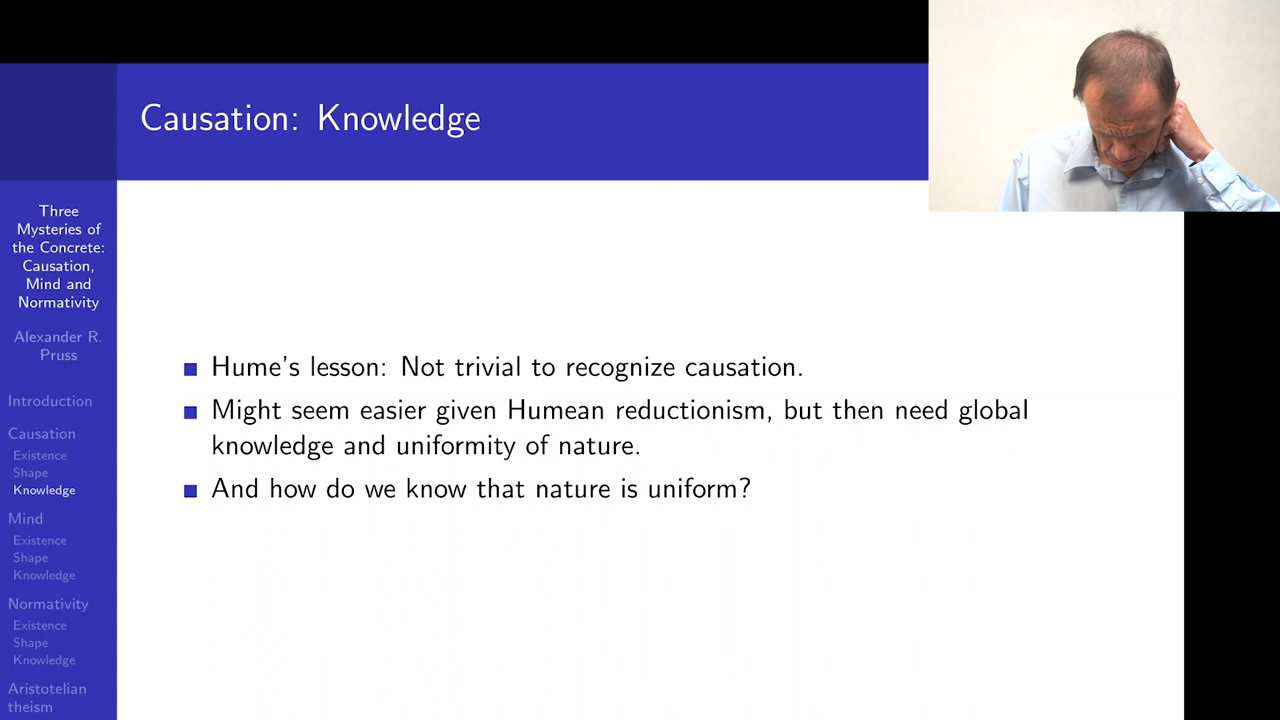 Causation: Knowledge
Three
Mysteries of
the Concrete:
Causation,
Mind and
Normativity
Alexander R.
Pruss
Introduction
Causation
Existence
Shape
Knowledge
Mind
Existence
Shape
Knowledge
Normativity
Existence
Shape
Knowledge
Aristotelian
theism
Hume's lesson: Not trivial to recognize causation.
Might seem easier given Humean reductionism, but then need global
knowledge and uniformity of nature.
And how do we know that nature is uniform?